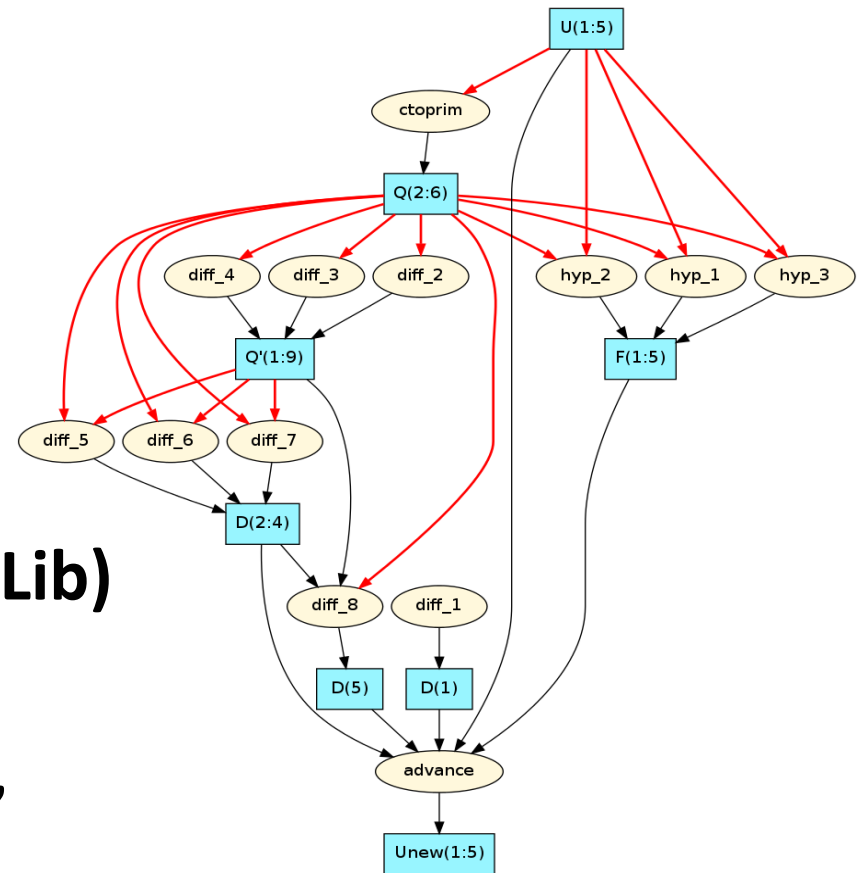 U(1:5)
ctoprim
Q(2:6)
diff_4 diff_3 diff_2 hyp_2 hyp_1 hyp_3
Q'(1:9) F(1:5)
diff_5 diff_6 diff_7
D(2:4)
Lib)
diff_8 diff_1
D(5) D(1)
advance
,
Unew(1:5)